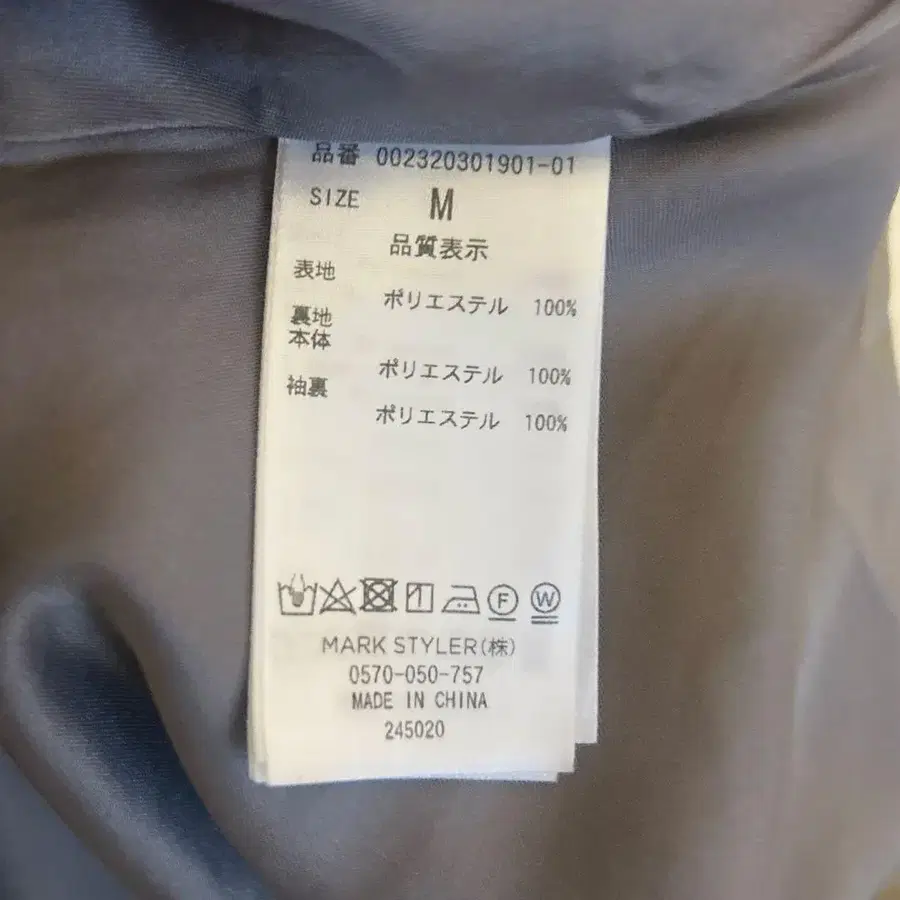 品番 002320301901-01
SIZE M
品質表示
表地
ポリエステル 100%
裏地
本体
ポリエステル 100%
袖裏
ポリエステル 100%
F W
MARK STYLER(株)
0570-050-757
MADE IN CHINA
245020